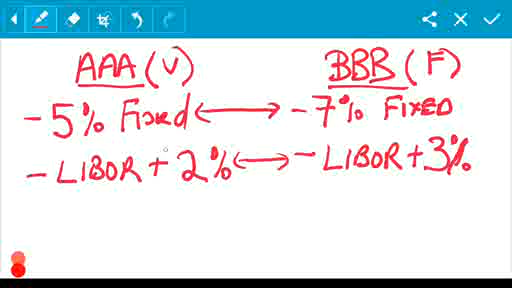 AAA (V) BBB (F)
- 5% Fixed ⟷ - 7% FIXED
- LIBOR + 2% ⟷ - LIBOR + 3%